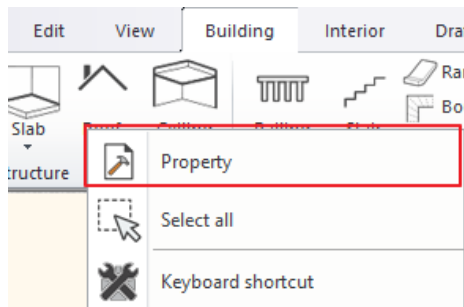 Edit View Building Interior Dra
Ra
Bo
Slab
tructure
Property
Select all
Keyboard shortcut